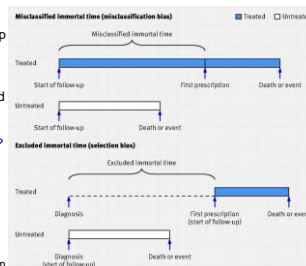 p
d
?
m
Misclassified immortal time (misclassification bias)
Treated Untreated
Misclassified immortal time
Treated
Start of follow-up First prescription Death or event
Untreated
Start of follow-up Death or event
Excluded immortal time (selection bias)
Excluded immortal time
Treated
Diagnosis First prescription Death or event
(start of follow-up)
Untreated
Diagnosis Death or event
(start of follow-up)